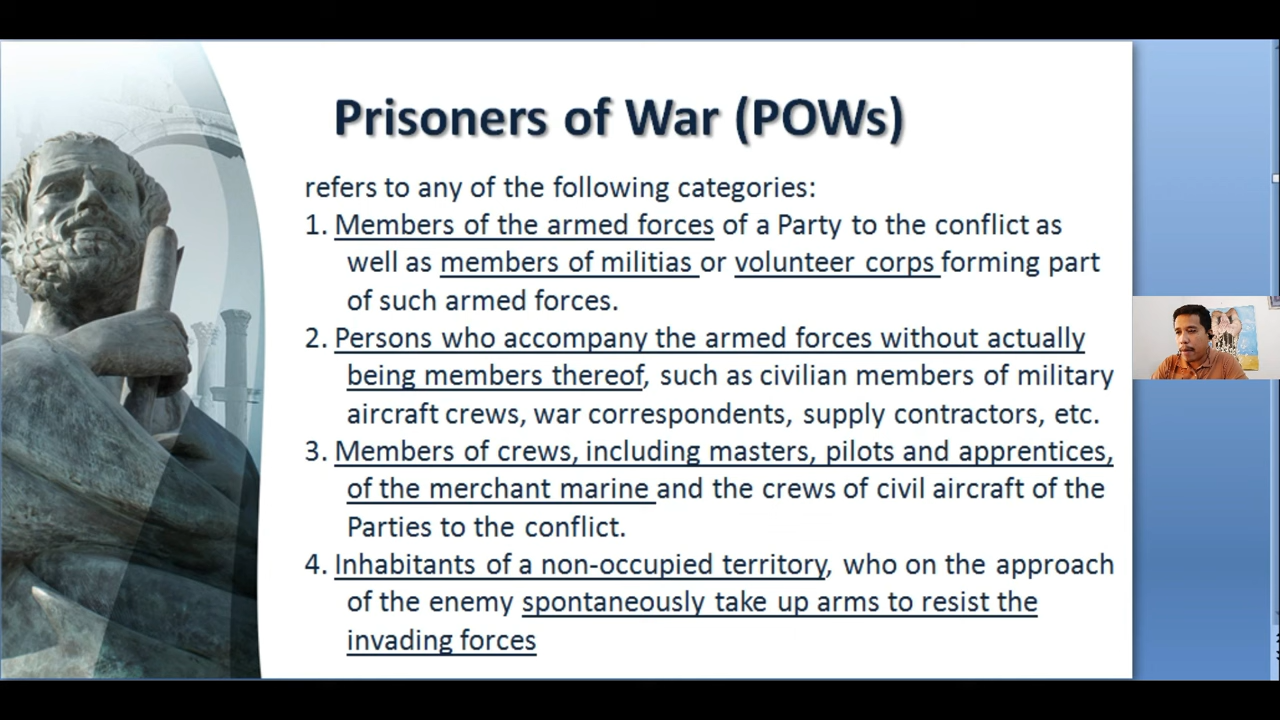 Prisoners of War (POWs)
refers to any of the following categories:
1. Members of the armed forces of a Party to the conflict as
well as members of militias or volunteer corps forming part
of such armed forces.
2. Persons who accompany the armed forces without actually
being members thereof, such as civilian members of military
aircraft crews, war correspondents, supply contractors, etc.
3. Members of crews, including masters, pilots and apprentices,
of the merchant marine and the crews of civil aircraft of the
Parties to the conflict.
4. Inhabitants of a non-occupied territory, who on the approach
of the enemy spontaneously take up arms to resist the
invading forces